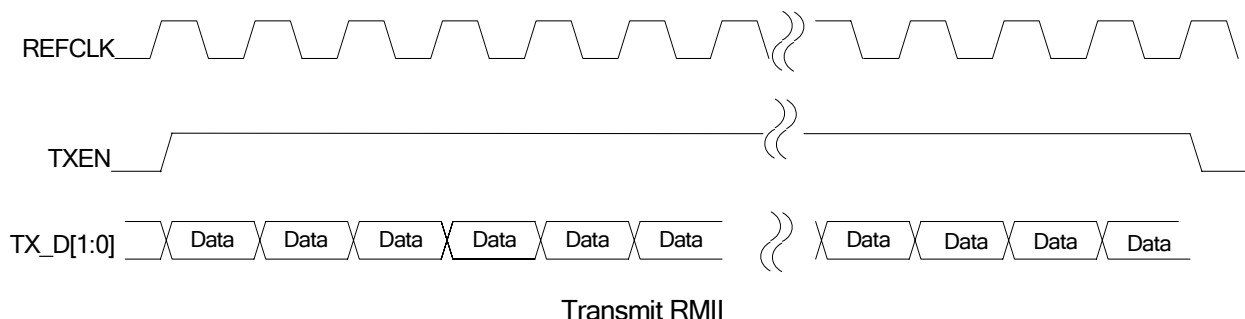 REFCLK
TXEN
TX_D[1:0] Data Data Data Data Data Data Data Data Data Data
Transmit RMII